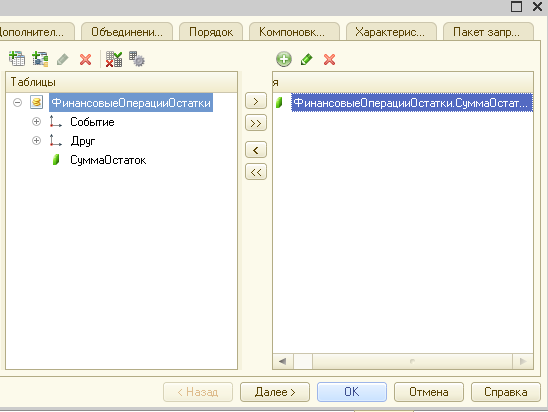 Дополнител... Объединени... Порядок Компоновк... Характерис... Пакет запр...
Таблицы
я
ФинансовыеОперацииОстатки
Событие
Друг
СуммаОстаток
>
>>
<
<<
ФинансовыеОперацииОстатки.СуммаОстат...
< Назад Далее > ОК Отмена Справка